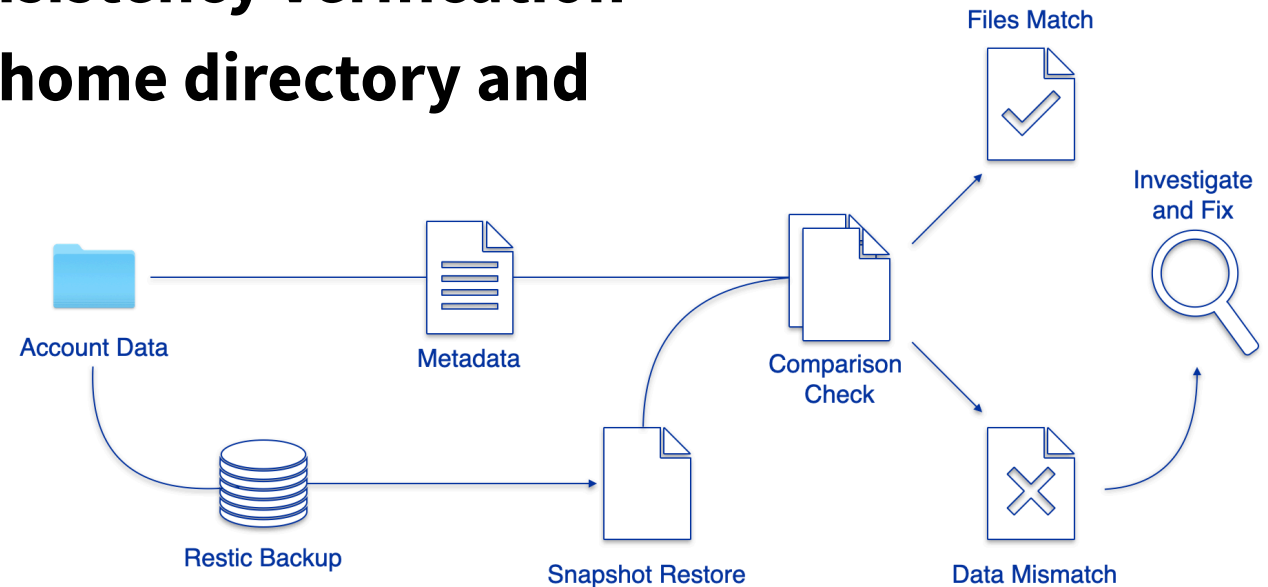 home directory and
Files Match
Investigate
and Fix
Account Data
Metadata
Comparison
Check
Restic Backup
Snapshot Restore
Data Mismatch